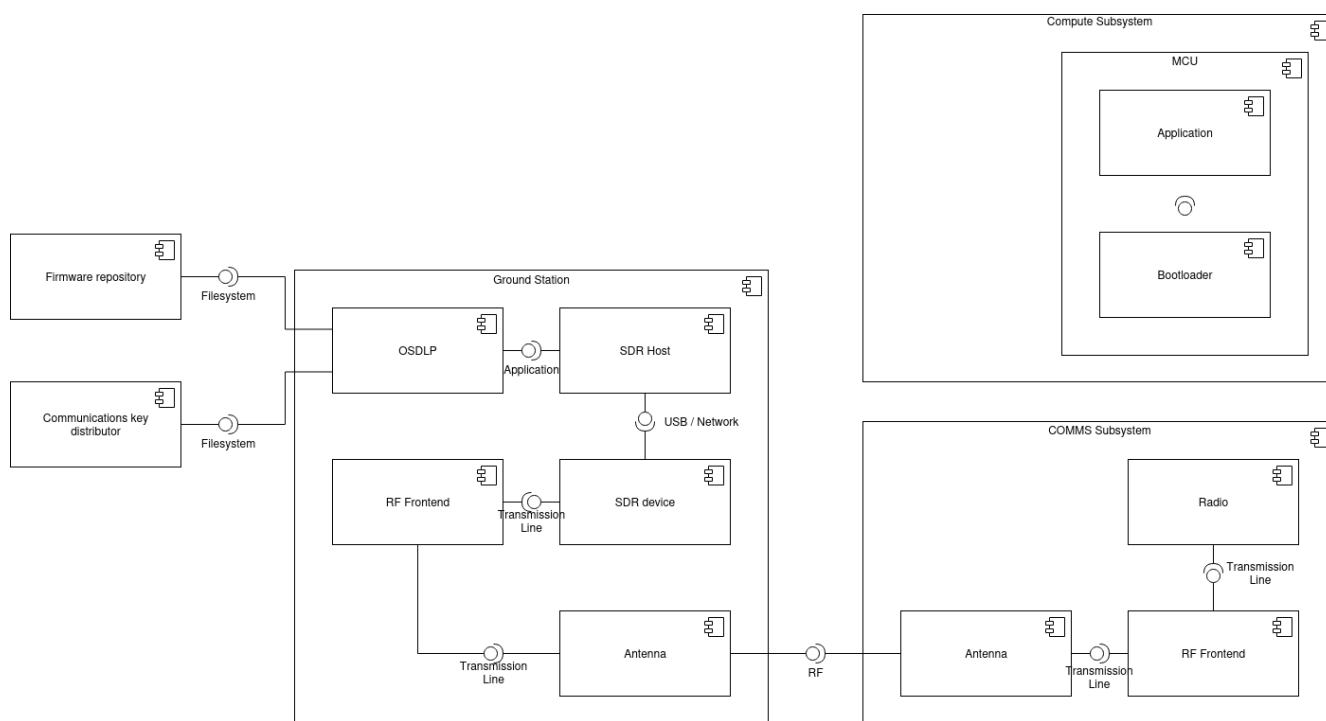 Compute Subsystem
MCU
Application
Bootloader
Firmware repository
Filesystem
Communications key
distributor
Filesystem
Ground Station
OSDLP
Application
SDR Host
USB / Network
RF Frontend
Transmission
Line
SDR device
Transmission
Line
Antenna
RF
COMMS Subsystem
Radio
Transmission
Line
Antenna
Transmission
Line
RF Frontend